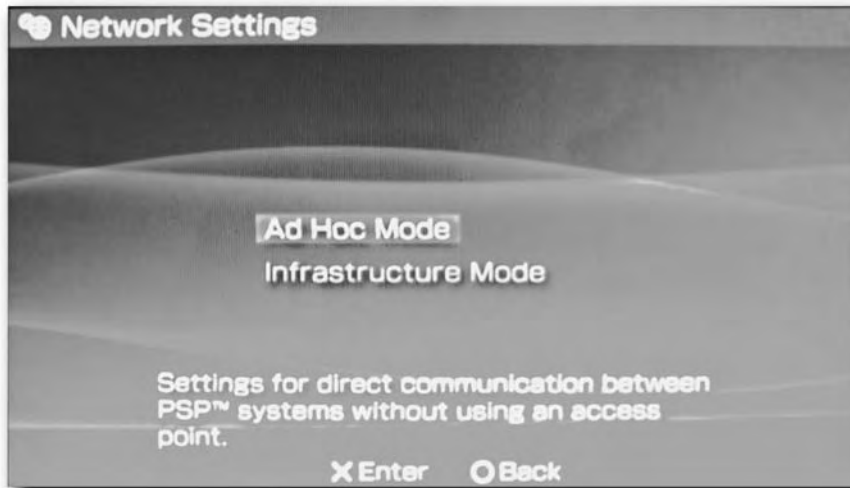 Network Settings
Ad Hoc Mode
Infrastructure Mode
Settings for direct communication between
PSP™ systems without using an access
point.
X Enter O Back